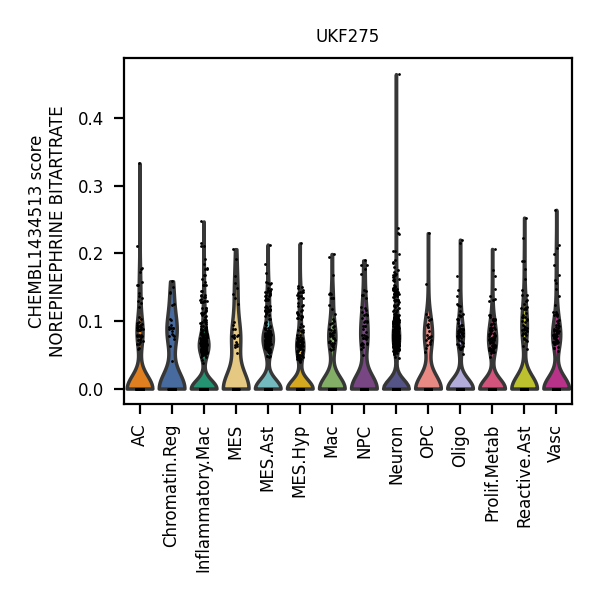 UKF275
CHEMBL1434513 score
NOREPINEPHRINE BITARTRATE
0.4
0.3
0.2
0.1
0.0
AC
Chromatin.Reg
Inflammatory.Mac
MES
MES.Ast
MES.Hyp
Mac
NPC
Neuron
OPC
Oligo
Prolif.Metab
Reactive.Ast
Vasc